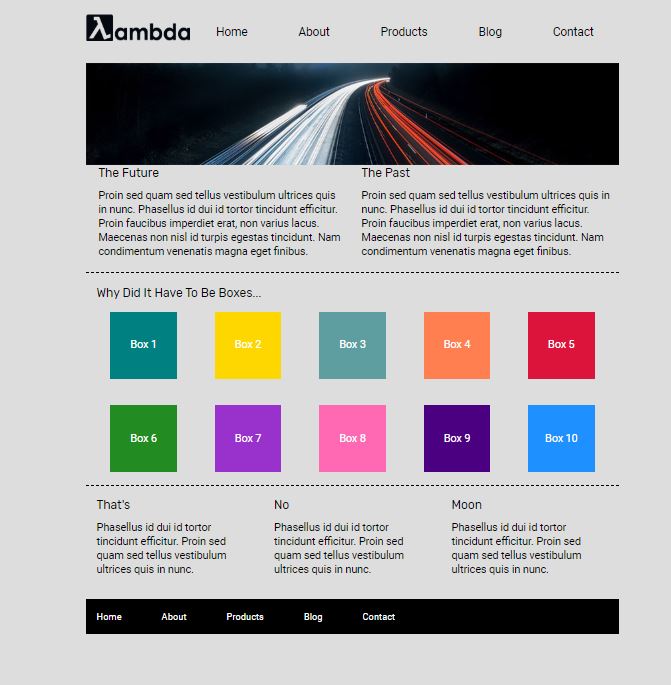 λambda Home About Products Blog Contact
The Future
Proin sed quam sed tellus vestibulum ultrices quis
in nunc. Phasellus id dui id tortor tincidunt efficitur.
Proin faucibus imperdiet erat, non varius lacus.
Maecenas non nisl id turpis egestas tincidunt. Nam
condimentum venenatis magna eget finibus.
The Past
Proin sed quam sed tellus vestibulum ultrices quis in
nunc. Phasellus id dui id tortor tincidunt efficitur.
Proin faucibus imperdiet erat, non varius lacus.
Maecenas non nisl id turpis egestas tincidunt. Nam
condimentum venenatis magna eget finibus.
Why Did It Have To Be Boxes...
Box 1 Box 2 Box 3 Box 4 Box 5
Box 6 Box 7 Box 8 Box 9 Box 10
That's
Phasellus id dui id tortor
tincidunt efficitur. Proin sed
quam sed tellus vestibulum
ultrices quis in nunc.
No
Phasellus id dui id tortor
tincidunt efficitur. Proin sed
quam sed tellus vestibulum
ultrices quis in nunc.
Moon
Phasellus id dui id tortor
tincidunt efficitur. Proin sed
quam sed tellus vestibulum
ultrices quis in nunc.
Home About Products Blog Contact